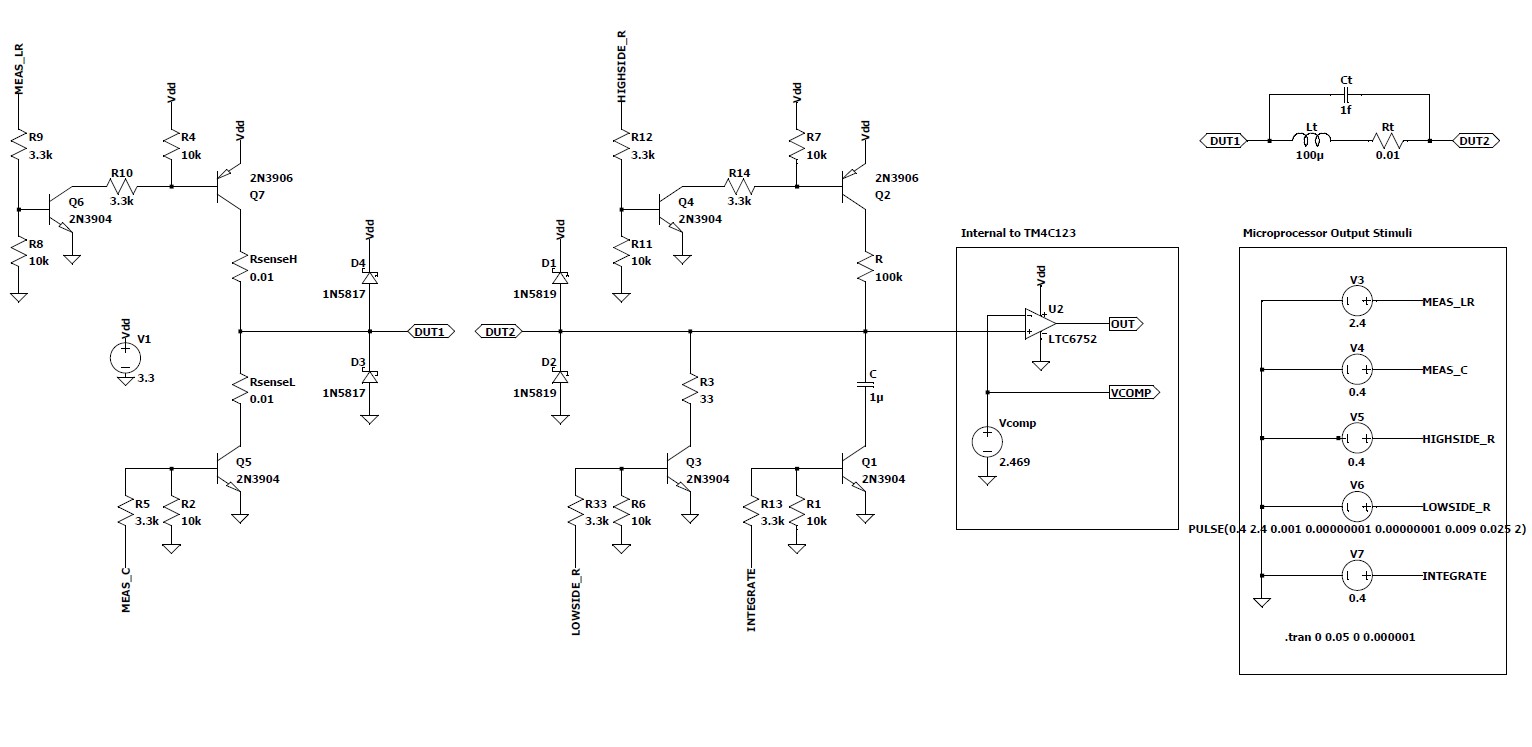 MEAS_LR
R9
3.3k
R8
10k
Q6
2N3904
R10
3.3k
Vdd
R4
10k
Vdd
2N3906
Q7
RsenseH
0.01
Vdd
V1
3.3
RsenseL
0.01
Q5
2N3904
R5
3.3k
R2
10k
MEAS_C
Vdd
D4
1N5817
DUT1
D3
1N5817
HIGHSIDE_R
R12
3.3k
R11
10k
Q4
2N3904
R14
3.3k
Vdd
R7
10k
Vdd
2N3906
Q2
R
100k
Vdd
D1
1N5819
DUT2
D2
1N5819
R3
33
Q3
2N3904
R33
3.3k
R6
10k
LOWSIDE_R
C
1µ
Q1
2N3904
R13
3.3k
R1
10k
INTEGRATE
Internal to TM4C123
Vdd
U2
LTC6752
OUT
VCOMP
Vcomp
2.469
Ct
1f
DUT1
Lt
100µ
Rt
0.01
DUT2
Microprocessor Output Stimuli
V3
MEAS_LR
2.4
V4
MEAS_C
0.4
V5
HIGHSIDE_R
0.4
V6
LOWSIDE_R
PULSE(0.4 2.4 0.001 0.00000001 0.00000001 0.009 0.025 2)
V7
INTEGRATE
0.4
.tran 0 0.05 0 0.000001